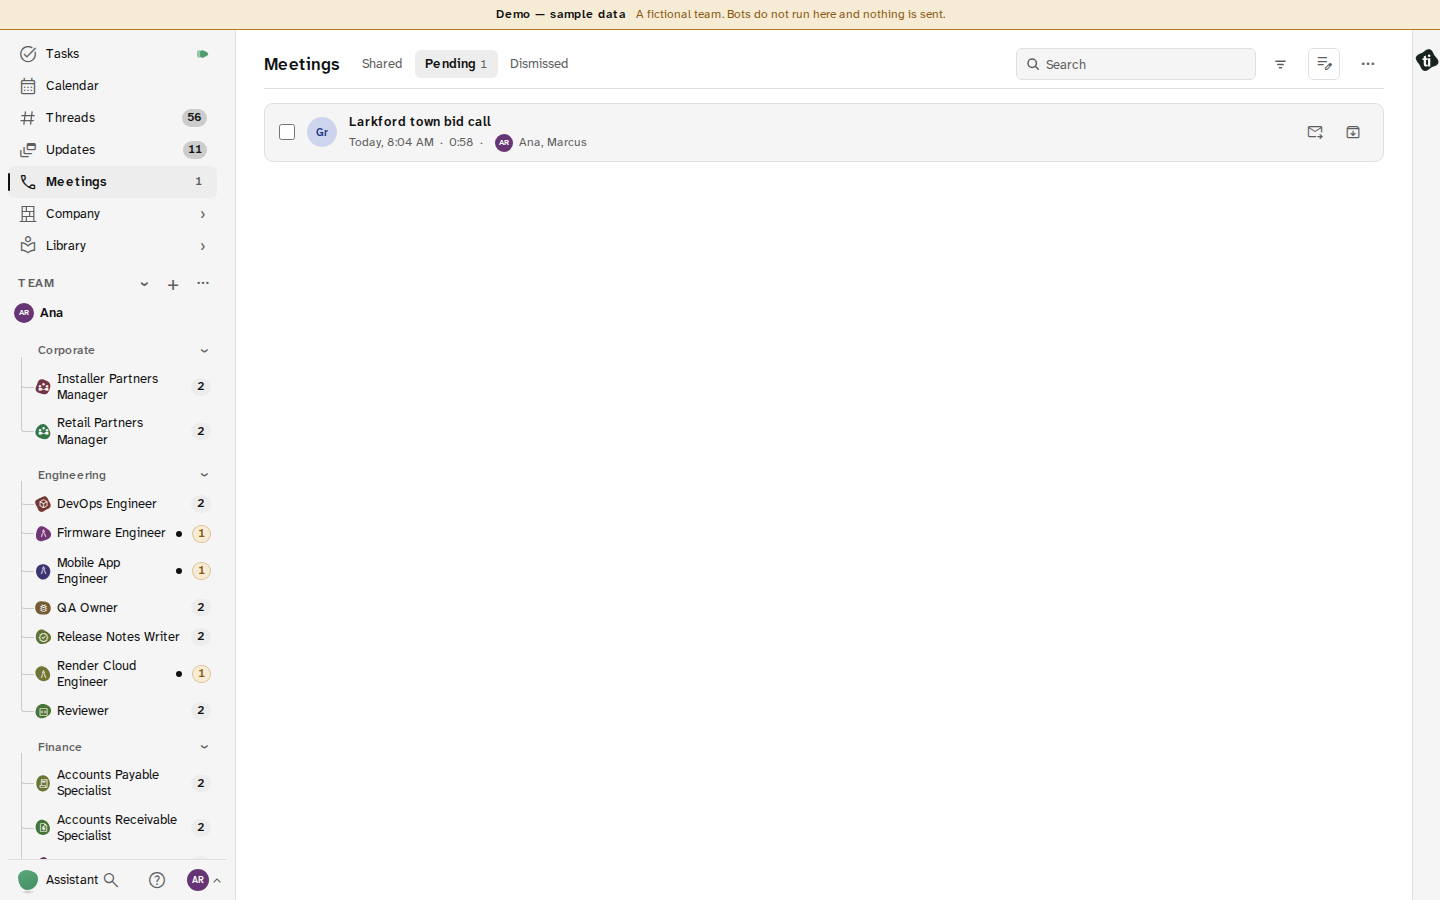 Demo — sample data A fictional team. Bots do not run here and nothing is sent.
Tasks
Calendar
Threads 56
Updates 11
Meetings 1
Company
Library
TEAM
AR Ana
Corporate
Installer Partners
Manager
2
Retail Partners
Manager
2
Engineering
DevOps Engineer 2
Firmware Engineer 1
Mobile App
Engineer
1
QA Owner 2
Release Notes Writer 2
Render Cloud
Engineer
1
Reviewer 2
Finance
Accounts Payable
Specialist
2
Accounts Receivable
Specialist
2
Assistant
AR
Meetings Shared Pending 1 Dismissed
Search
Gr
Larkford town bid call
Today, 8:04 AM · 0:58 · AR Ana, Marcus
ti